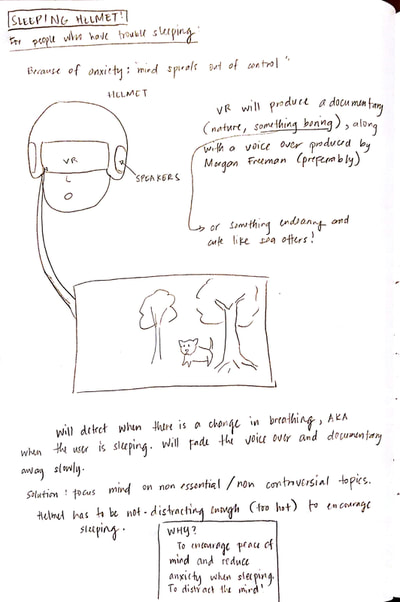 SLEEPING HELMET!
For people who have trouble sleeping
Because of anxiety: "mind spirals out of control"
HELMET
VR
SPEAKERS
VR will produce a documentary
(nature, something boring), along
with a voice over produced by
Morgan Freeman (preferably)
or something endearing and
cute like sea otters!
Will detect when there is a change in breathing, AKA
when the user is sleeping. Will fade the voice over and documentary
away slowly.
Solution: focus mind on non essential / non controversial topics.
Helmet has to be not-distracting enough (too hot) to encourage
sleeping.
WHY?
To encourage peace of
mind and reduce
anxiety when sleeping.
To distract the mind